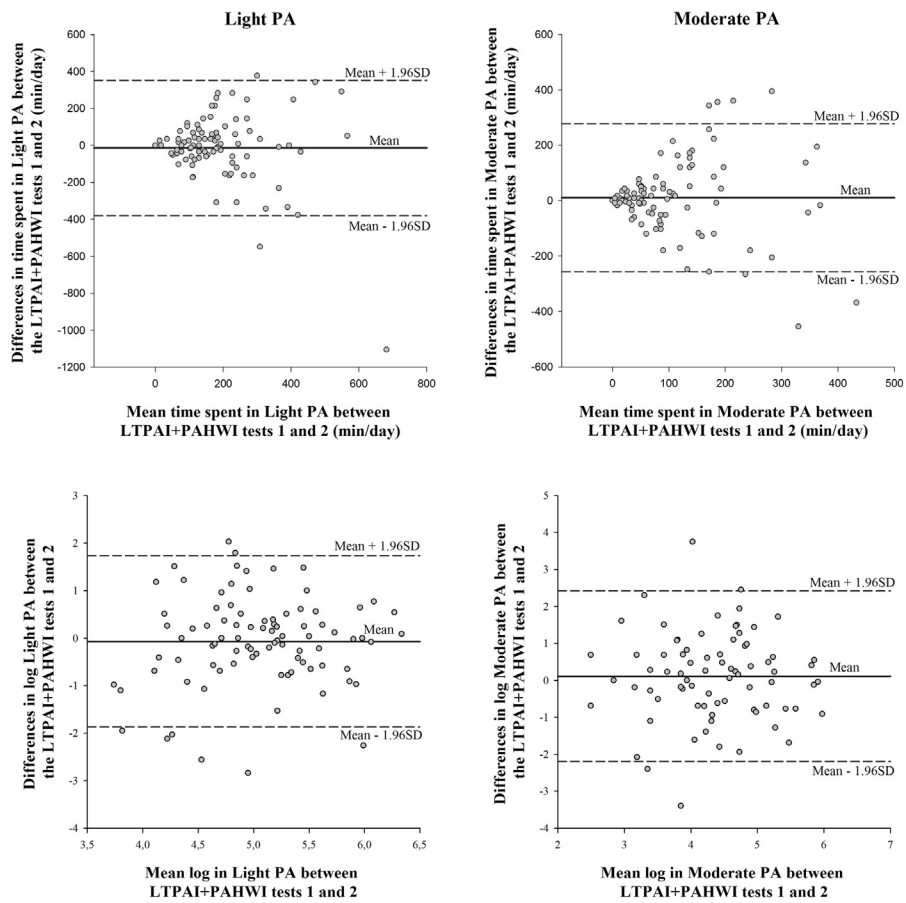 Light PA
Differences in time spent in Light PA between
the LTPAI+PAHWI tests 1 and 2 (min/day)
600
400
200
0
-200
-400
-600
-800
-1000
-1200
Mean + 1.96SD
Mean
Mean - 1.96SD
0
200
400
600
800
Mean time spent in Light PA between
LTPAI+PAHWI tests 1 and 2 (min/day)
Moderate PA
Differences in time spent in Moderate PA between
the LTPAI+PAHWI tests 1 and 2 (min/day)
600
400
200
0
-200
-400
-600
Mean + 1.96SD
Mean
Mean - 1.96SD
0
100
200
300
400
500
Mean time spent in Moderate PA between
LTPAI+PAHWI tests 1 and 2 (min/day)
Differences in log Light PA between
the LTPAI+PAHWI tests 1 and 2
3
2
1
0
-1
-2
-3
-4
Mean + 1.96SD
Mean
Mean - 1.96SD
3,5
4,0
4,5
5,0
5,5
6,0
6,5
Mean log in Light PA between
LTPAI+PAHWI tests 1 and 2
Differences in log Moderate PA between
the LTPAI+PAHWI tests 1 and 2
5
4
3
2
1
0
-1
-2
-3
-4
Mean + 1.96SD
Mean
Mean - 1.96SD
2
3
4
5
6
7
Mean log in Moderate PA between
LTPAI+PAHWI tests 1 and 2